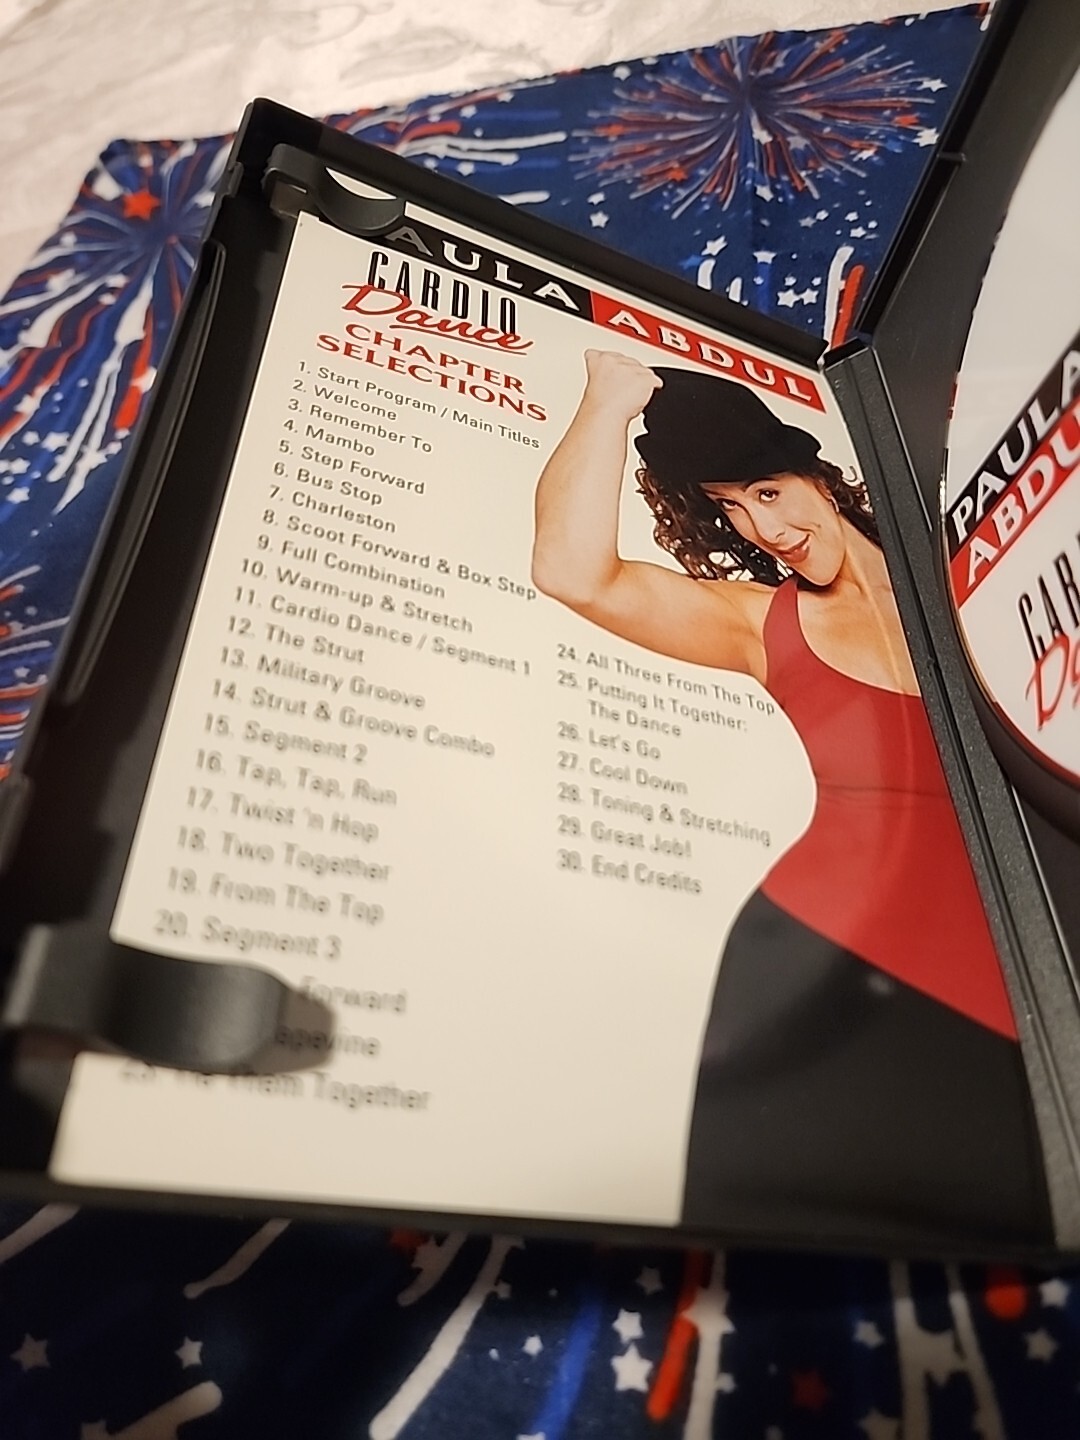 PAULA ABDUL
CARDIO
Dance
CHAPTER
SELECTIONS
1. Start Program / Main Titles
2. Welcome
3. Remember To
4. Mambo
5. Step Forward
6. Bus Stop
7. Charleston
8. Scoot Forward & Box Step
9. Full Combination
10. Warm-up & Stretch
11. Cardio Dance / Segment 1
12. The Strut
13. Military Groove
14. Strut & Groove Combo
15. Segment 2
16. Tap, Tap, Run
17. Twist 'n Hop
18. Two Together
19. From The Top
20. Segment 3
Forward
Them Together
24. All Three From The Top
25. Putting It Together:
The Dance
26. Let's Go
27. Cool Down
28. Toning & Stretching
29. Great Job!
30. End Credits
PAULA
ABDU
CAR